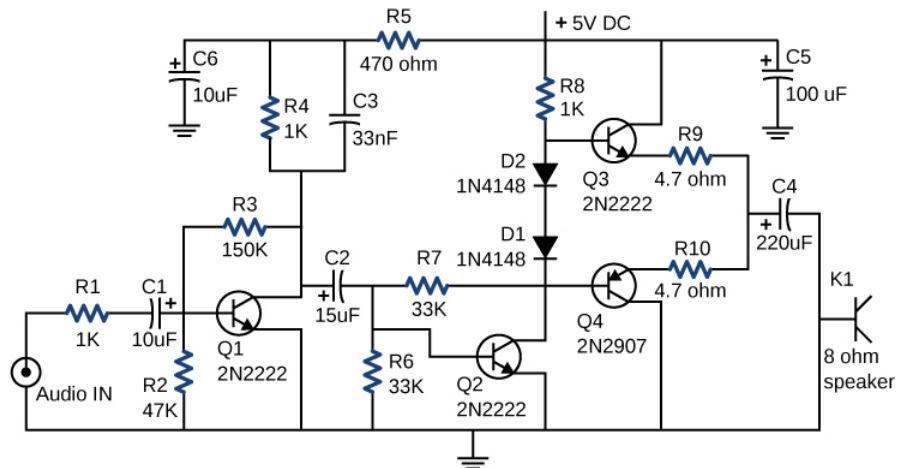 R5
+ 5V DC
C6
+
470 ohm
C5
+
10uF
R4
1K
C3
33nF
R8
1K
100 uF
D2
1N4148
R9
Q3
2N2222
4.7 ohm
R3
150K
C4
+
220uF
D1
1N4148
C2
+
15uF
R7
33K
R10
4.7 ohm
R1
1K
C1
+
10uF
K1
Q4
2N2907
Q1
2N2222
R6
33K
8 ohm
speaker
Audio IN
R2
47K
Q2
2N2222